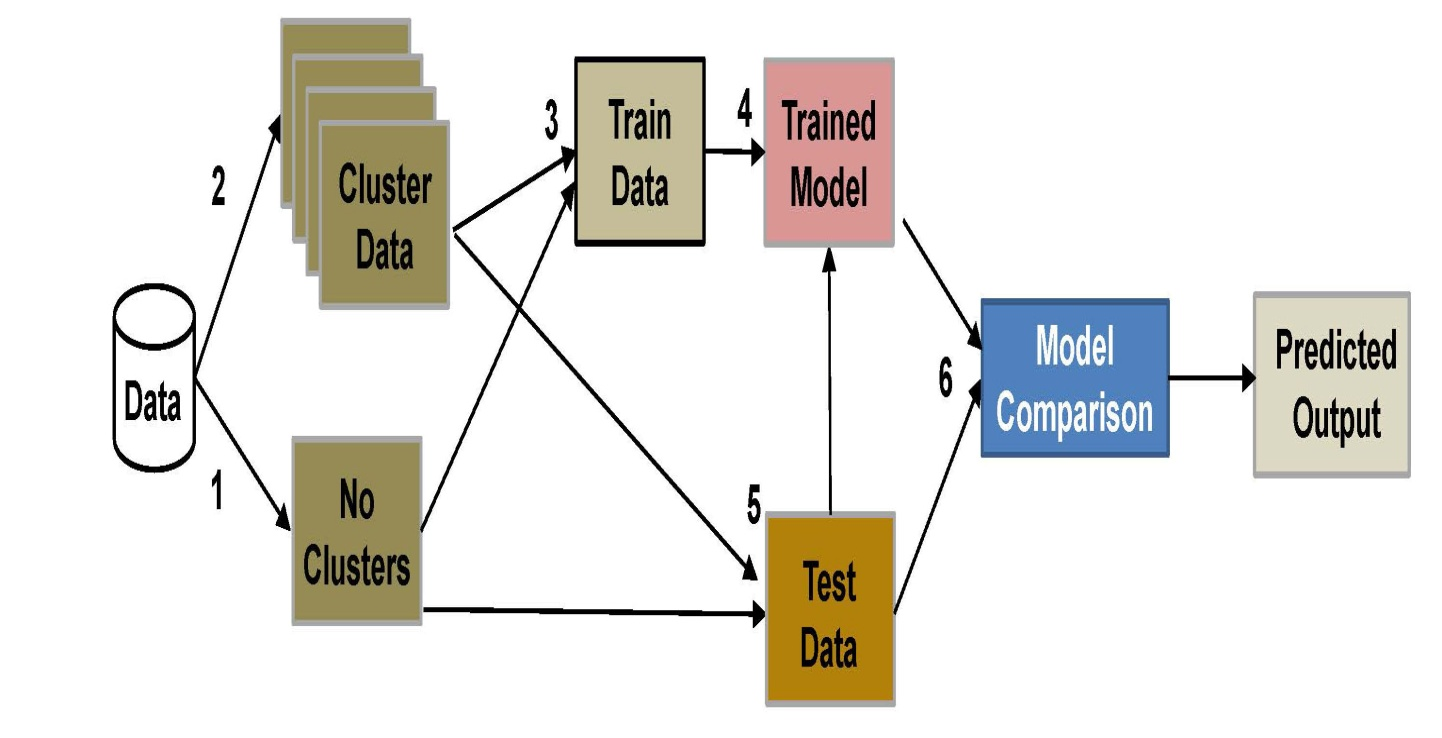 2
Cluster
Data
3
Train
Data
4
Trained
Model
Data
1
No
Clusters
5
Test
Data
6
Model
Comparison
Predicted
Output